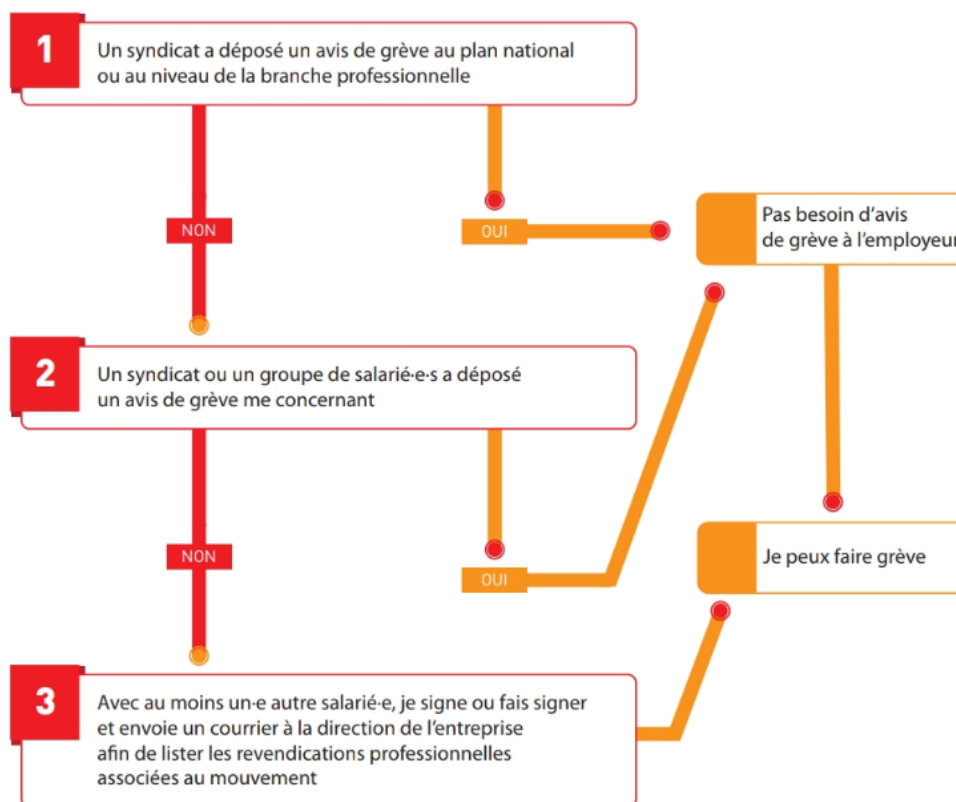 1
Un syndicat a déposé un avis de grève au plan national
ou au niveau de la branche professionnelle
NON
OUI
Pas besoin d’avis
de grève à l’employeur
2
Un syndicat ou un groupe de salarié·e·s a déposé
un avis de grève me concernant
NON
OUI
Je peux faire grève
3
Avec au moins un·e autre salarié·e, je signe ou fais signer
et envoie un courrier à la direction de l’entreprise
afin de lister les revendications professionnelles
associées au mouvement